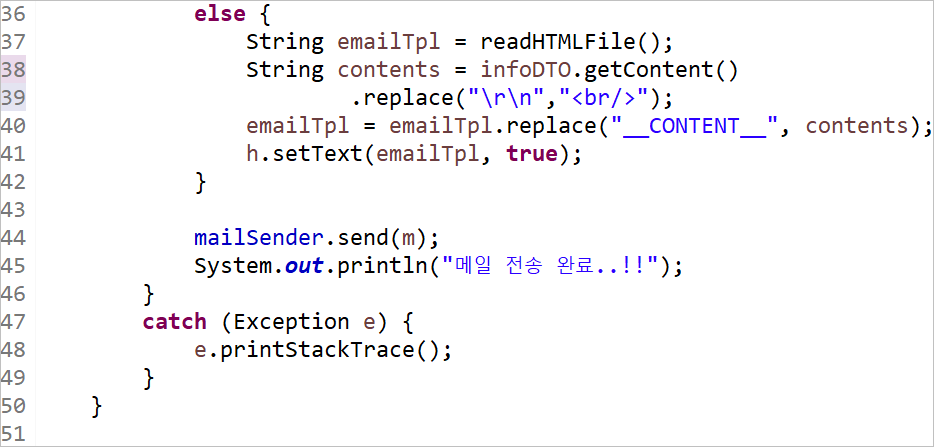 36 else {
37 String emailTpl = readHTMLFile();
38 String contents = infoDTO.getContent()
39 .replace("\r\n","<br/>");
40 emailTpl = emailTpl.replace("__CONTENT__", contents);
41 h.setText(emailTpl, true);
42 }
43
44 mailSender.send(m);
45 System.out.println("메일 전송 완료..!!");
46 }
47 catch (Exception e) {
48 e.printStackTrace();
49 }
50 }
51